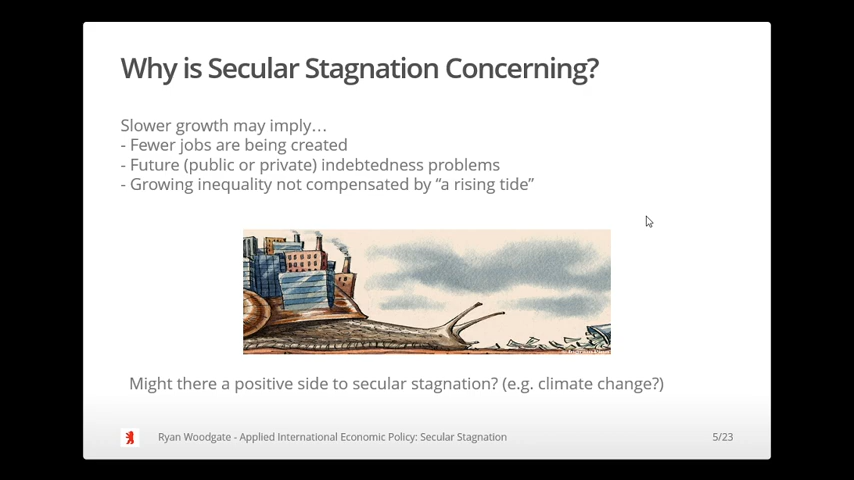 Why is Secular Stagnation Concerning?
Slower growth may imply…
- Fewer jobs are being created
- Future (public or private) indebtedness problems
- Growing inequality not compensated by “a rising tide”
Might there a positive side to secular stagnation? (e.g. climate change?)
Ryan Woodgate - Applied International Economic Policy: Secular Stagnation
5/23